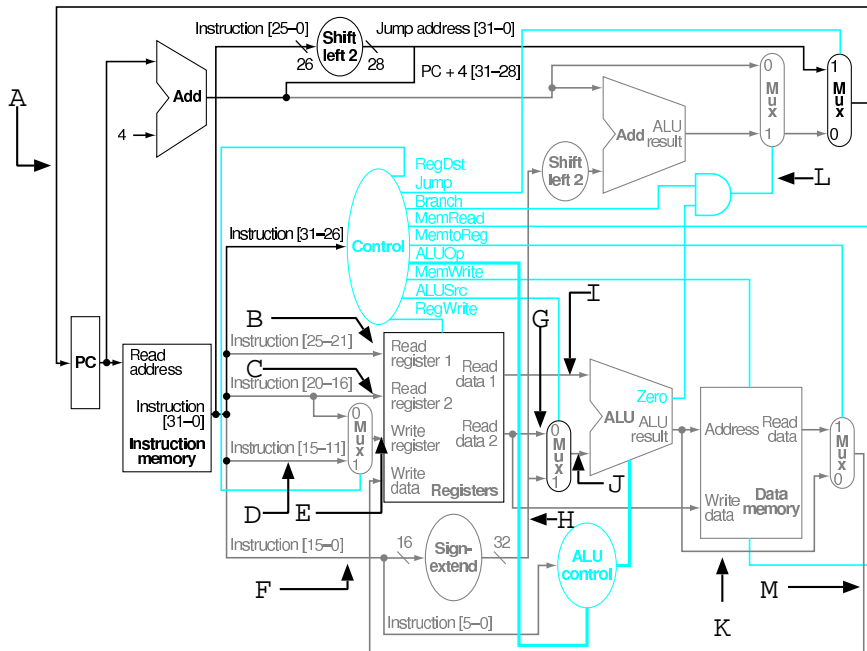 Instruction [25–0]
Jump address [31–0]
Shift
left 2
26
28
PC + 4 [31–28]
A
Add
4
0
Mux
1
1
Mux
0
Add
ALU
result
Shift
left 2
L
RegDst
Jump
Branch
MemRead
MemtoReg
ALUOp
MemWrite
ALUSrc
RegWrite
Control
Instruction [31–26]
I
B
G
PC
Read
address
Instruction
[31–0]
Instruction
memory
Instruction [25–21]
C
Instruction [20–16]
Instruction [15–11]
0
Mux
1
Read
register 1
Read
register 2
Write
register
Write
data
Read
data 1
Read
data 2
Registers
0
Mux
1
Zero
ALU
ALU
result
Address
Write
data
Read
data
Data
memory
1
Mux
0
D
E
J
H
Instruction [15–0]
16
Sign-
extend
32
ALU
control
F
K
M
Instruction [5–0]